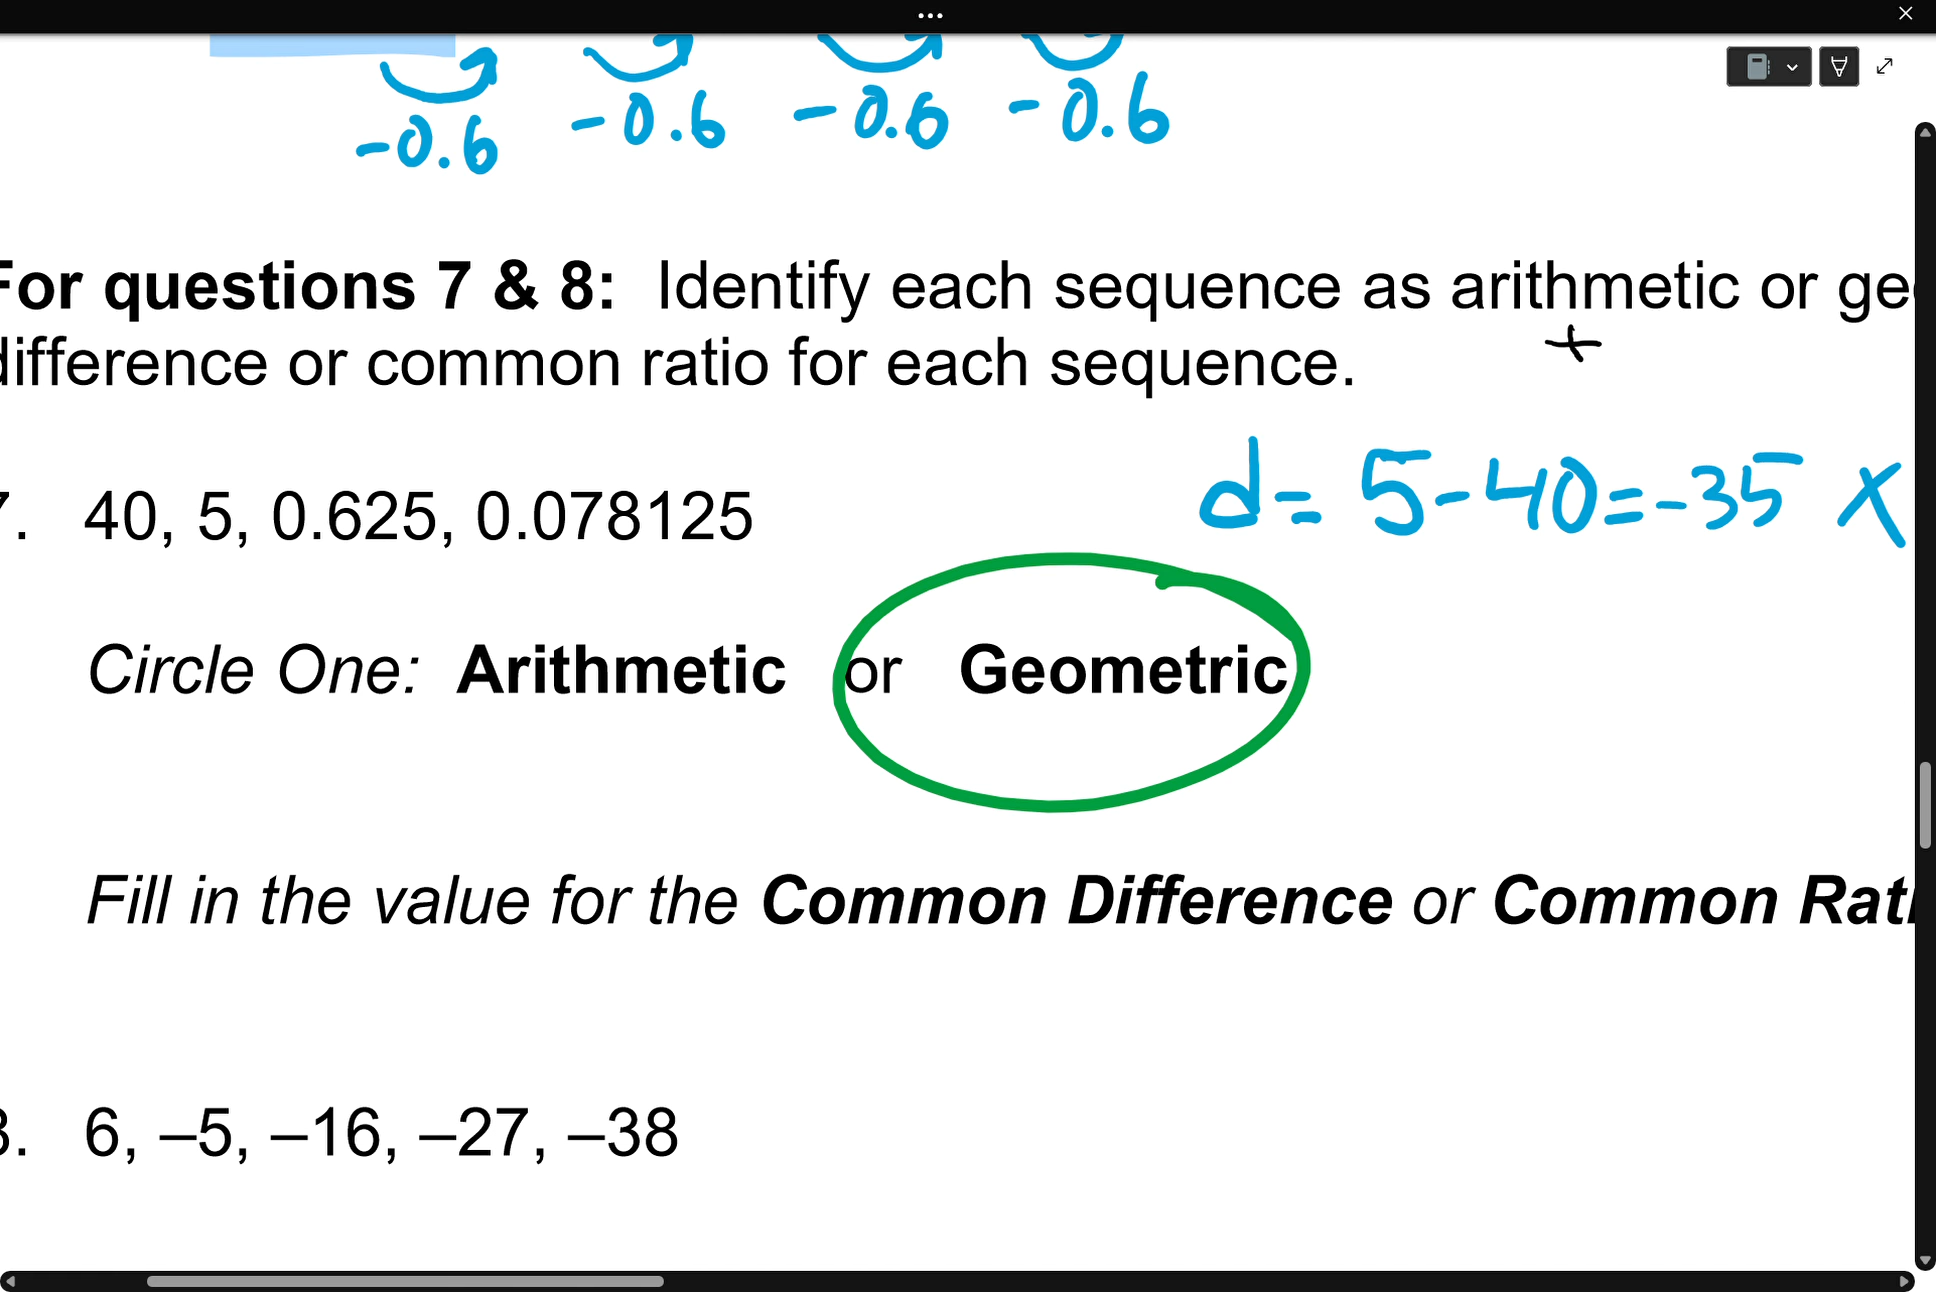 -0.6 -0.6 -0.6 -0.6
For questions 7 & 8: Identify each sequence as arithmetic or ge
difference or common ratio for each sequence.
+
d= 5-40=-35 X
7. 40, 5, 0.625, 0.078125
Circle One: Arithmetic or Geometric
Fill in the value for the Common Difference or Common Rati
8. 6, –5, –16, –27, –38